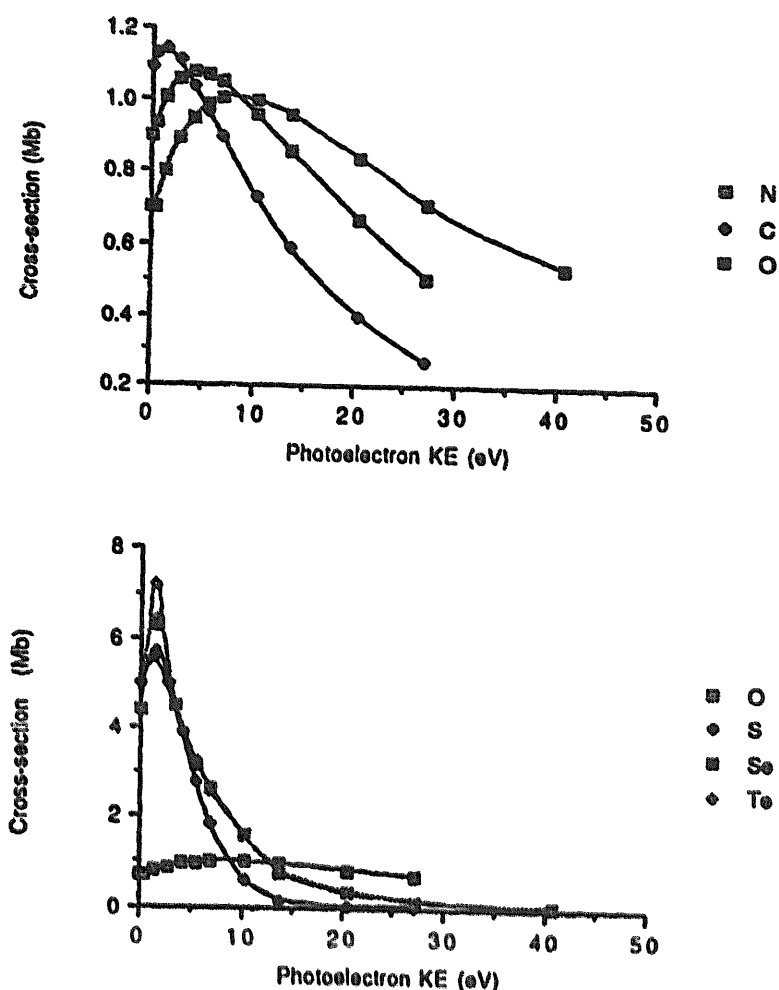 1.2
1.0
0.8
0.6
0.4
0.2
Cross-section (Mb)
0 10 20 30 40 50
Photoelectron KE (eV)
N
C
O
8
6
4
2
0
Cross-section (Mb)
0 10 20 30 40 50
Photoelectron KE (eV)
O
S
Se
Te